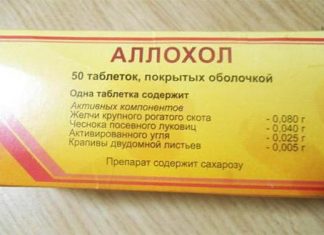 АЛЛОХОЛ
50 таблеток, покрытых оболочкой
Одна таблетка содержит
Активных компонентов
Желчи крупного рогатого скота - 0,080 г
Чеснока посевного луковиц - 0,040 г
Активированного угля - 0,025 г
Крапивы двудомной листьев - 0,005 г
Препарат содержит сахарозу